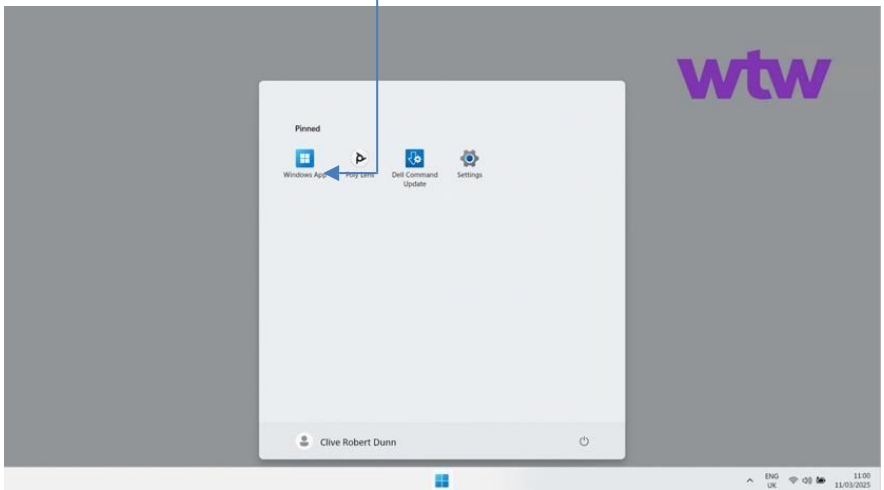 wtw
Pinned
Windows App
Poly Lens
Dell Command
Update
Settings
Clive Robert Dunn
ENG
UK
11:00
11/03/2025